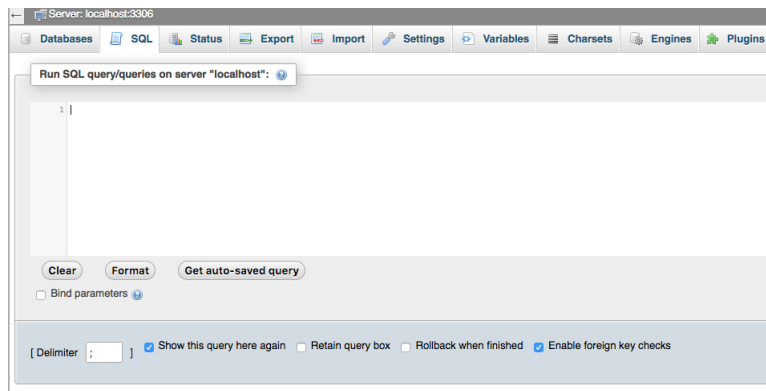 ← Server: localhost:3306
Databases SQL Status Export Import Settings Variables Charsets Engines Plugins
Run SQL query/queries on server "localhost":
1
Clear Format Get auto-saved query
Bind parameters
[ Delimiter ; ] Show this query here again Retain query box Rollback when finished Enable foreign key checks